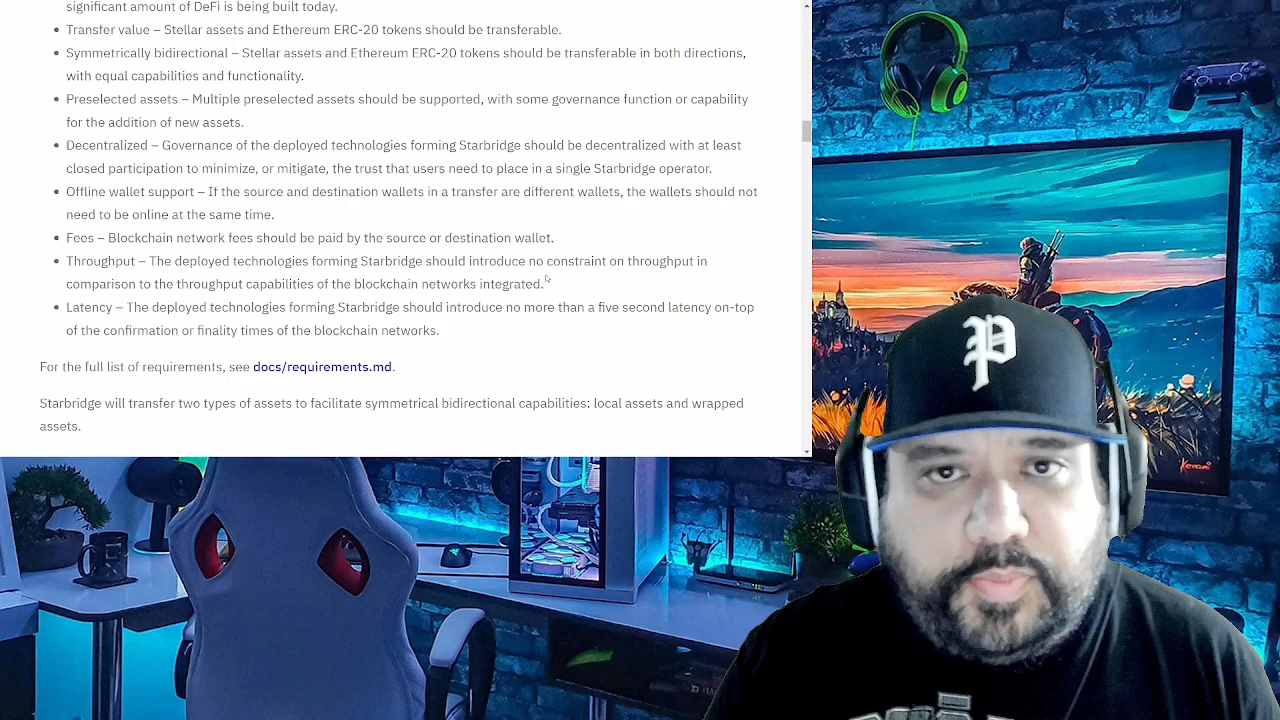 significant amount of DeFi is being built today.
Transfer value – Stellar assets and Ethereum ERC-20 tokens should be transferable.
Symmetrically bidirectional – Stellar assets and Ethereum ERC-20 tokens should be transferable in both directions,
with equal capabilities and functionality.
Preselected assets – Multiple preselected assets should be supported, with some governance function or capability
for the addition of new assets.
Decentralized – Governance of the deployed technologies forming Starbridge should be decentralized with at least
closed participation to minimize, or mitigate, the trust that users need to place in a single Starbridge operator.
Offline wallet support – If the source and destination wallets in a transfer are different wallets, the wallets should not
need to be online at the same time.
Fees – Blockchain network fees should be paid by the source or destination wallet.
Throughput – The deployed technologies forming Starbridge should introduce no constraint on throughput in
comparison to the throughput capabilities of the blockchain networks integrated.
Latency – The deployed technologies forming Starbridge should introduce no more than a five second latency on-top
of the confirmation or finality times of the blockchain networks.
For the full list of requirements, see docs/requirements.md.
Starbridge will transfer two types of assets to facilitate symmetrical bidirectional capabilities: local assets and wrapped
assets.
P